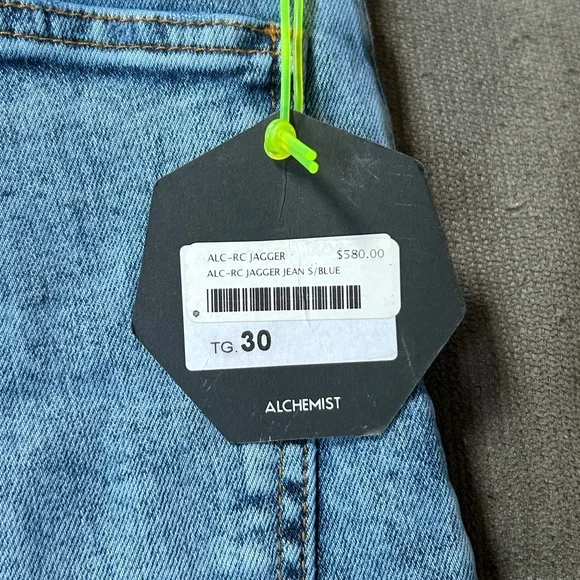 ALC-RC JAGGER $580.00
ALC-RC JAGGER JEAN S/BLUE
TG. 30
ALCHEMIST